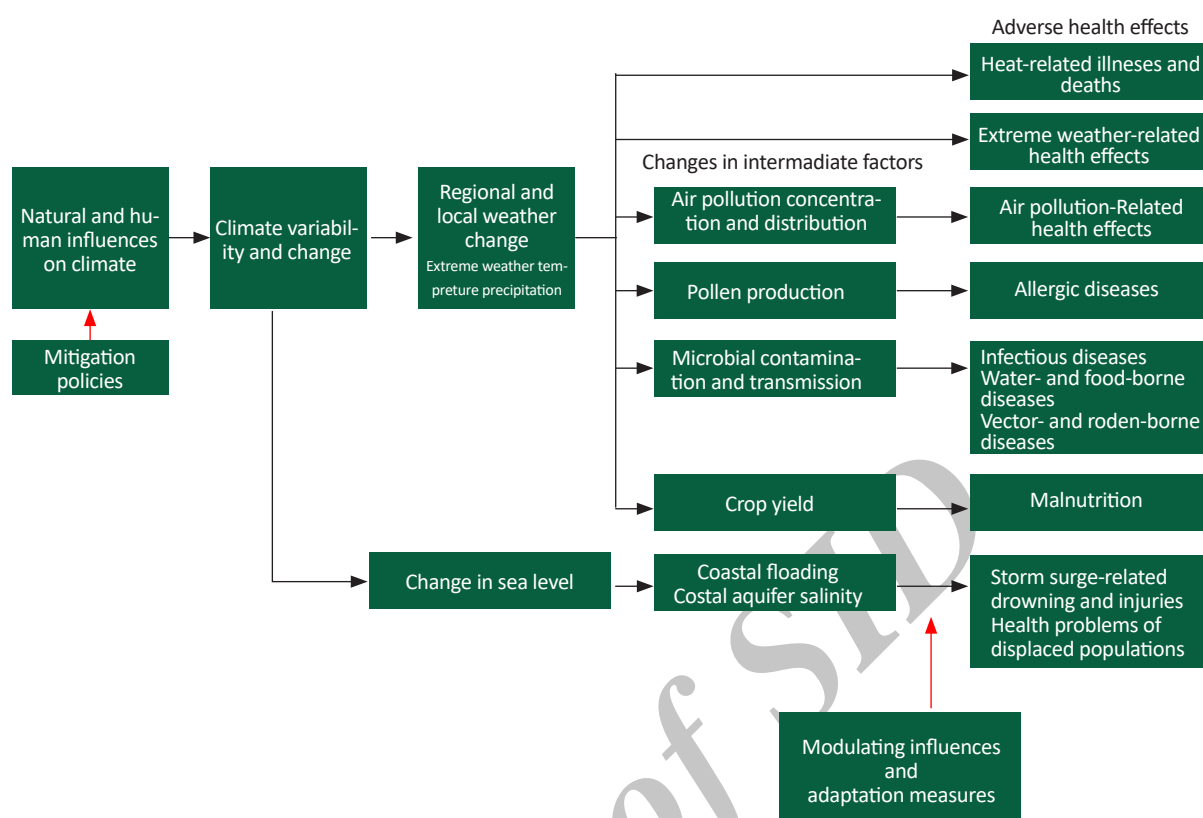 Adverse health effects
Heat-related illneses and
deaths
Extreme weather-related
health effects
Changes in intermadiate factors
Natural and hu-
man influences
on climate
Climate variabil-
ity and change
Regional and
local weather
change
Extreme weather tem-
preture precipitation
Air pollution concentra-
tion and distribution
Air pollution-Related
health effects
Pollen production
Allergic diseases
Mitigation
policies
Microbial contamina-
tion and transmission
Infectious diseases
Water- and food-borne
diseases
Vector- and roden-borne
diseases
Crop yield
Malnutrition
Change in sea level
Coastal floading
Costal aquifer salinity
Storm surge-related
drowning and injuries
Health problems of
displaced populations
Modulating influences
and
adaptation measures
of SID